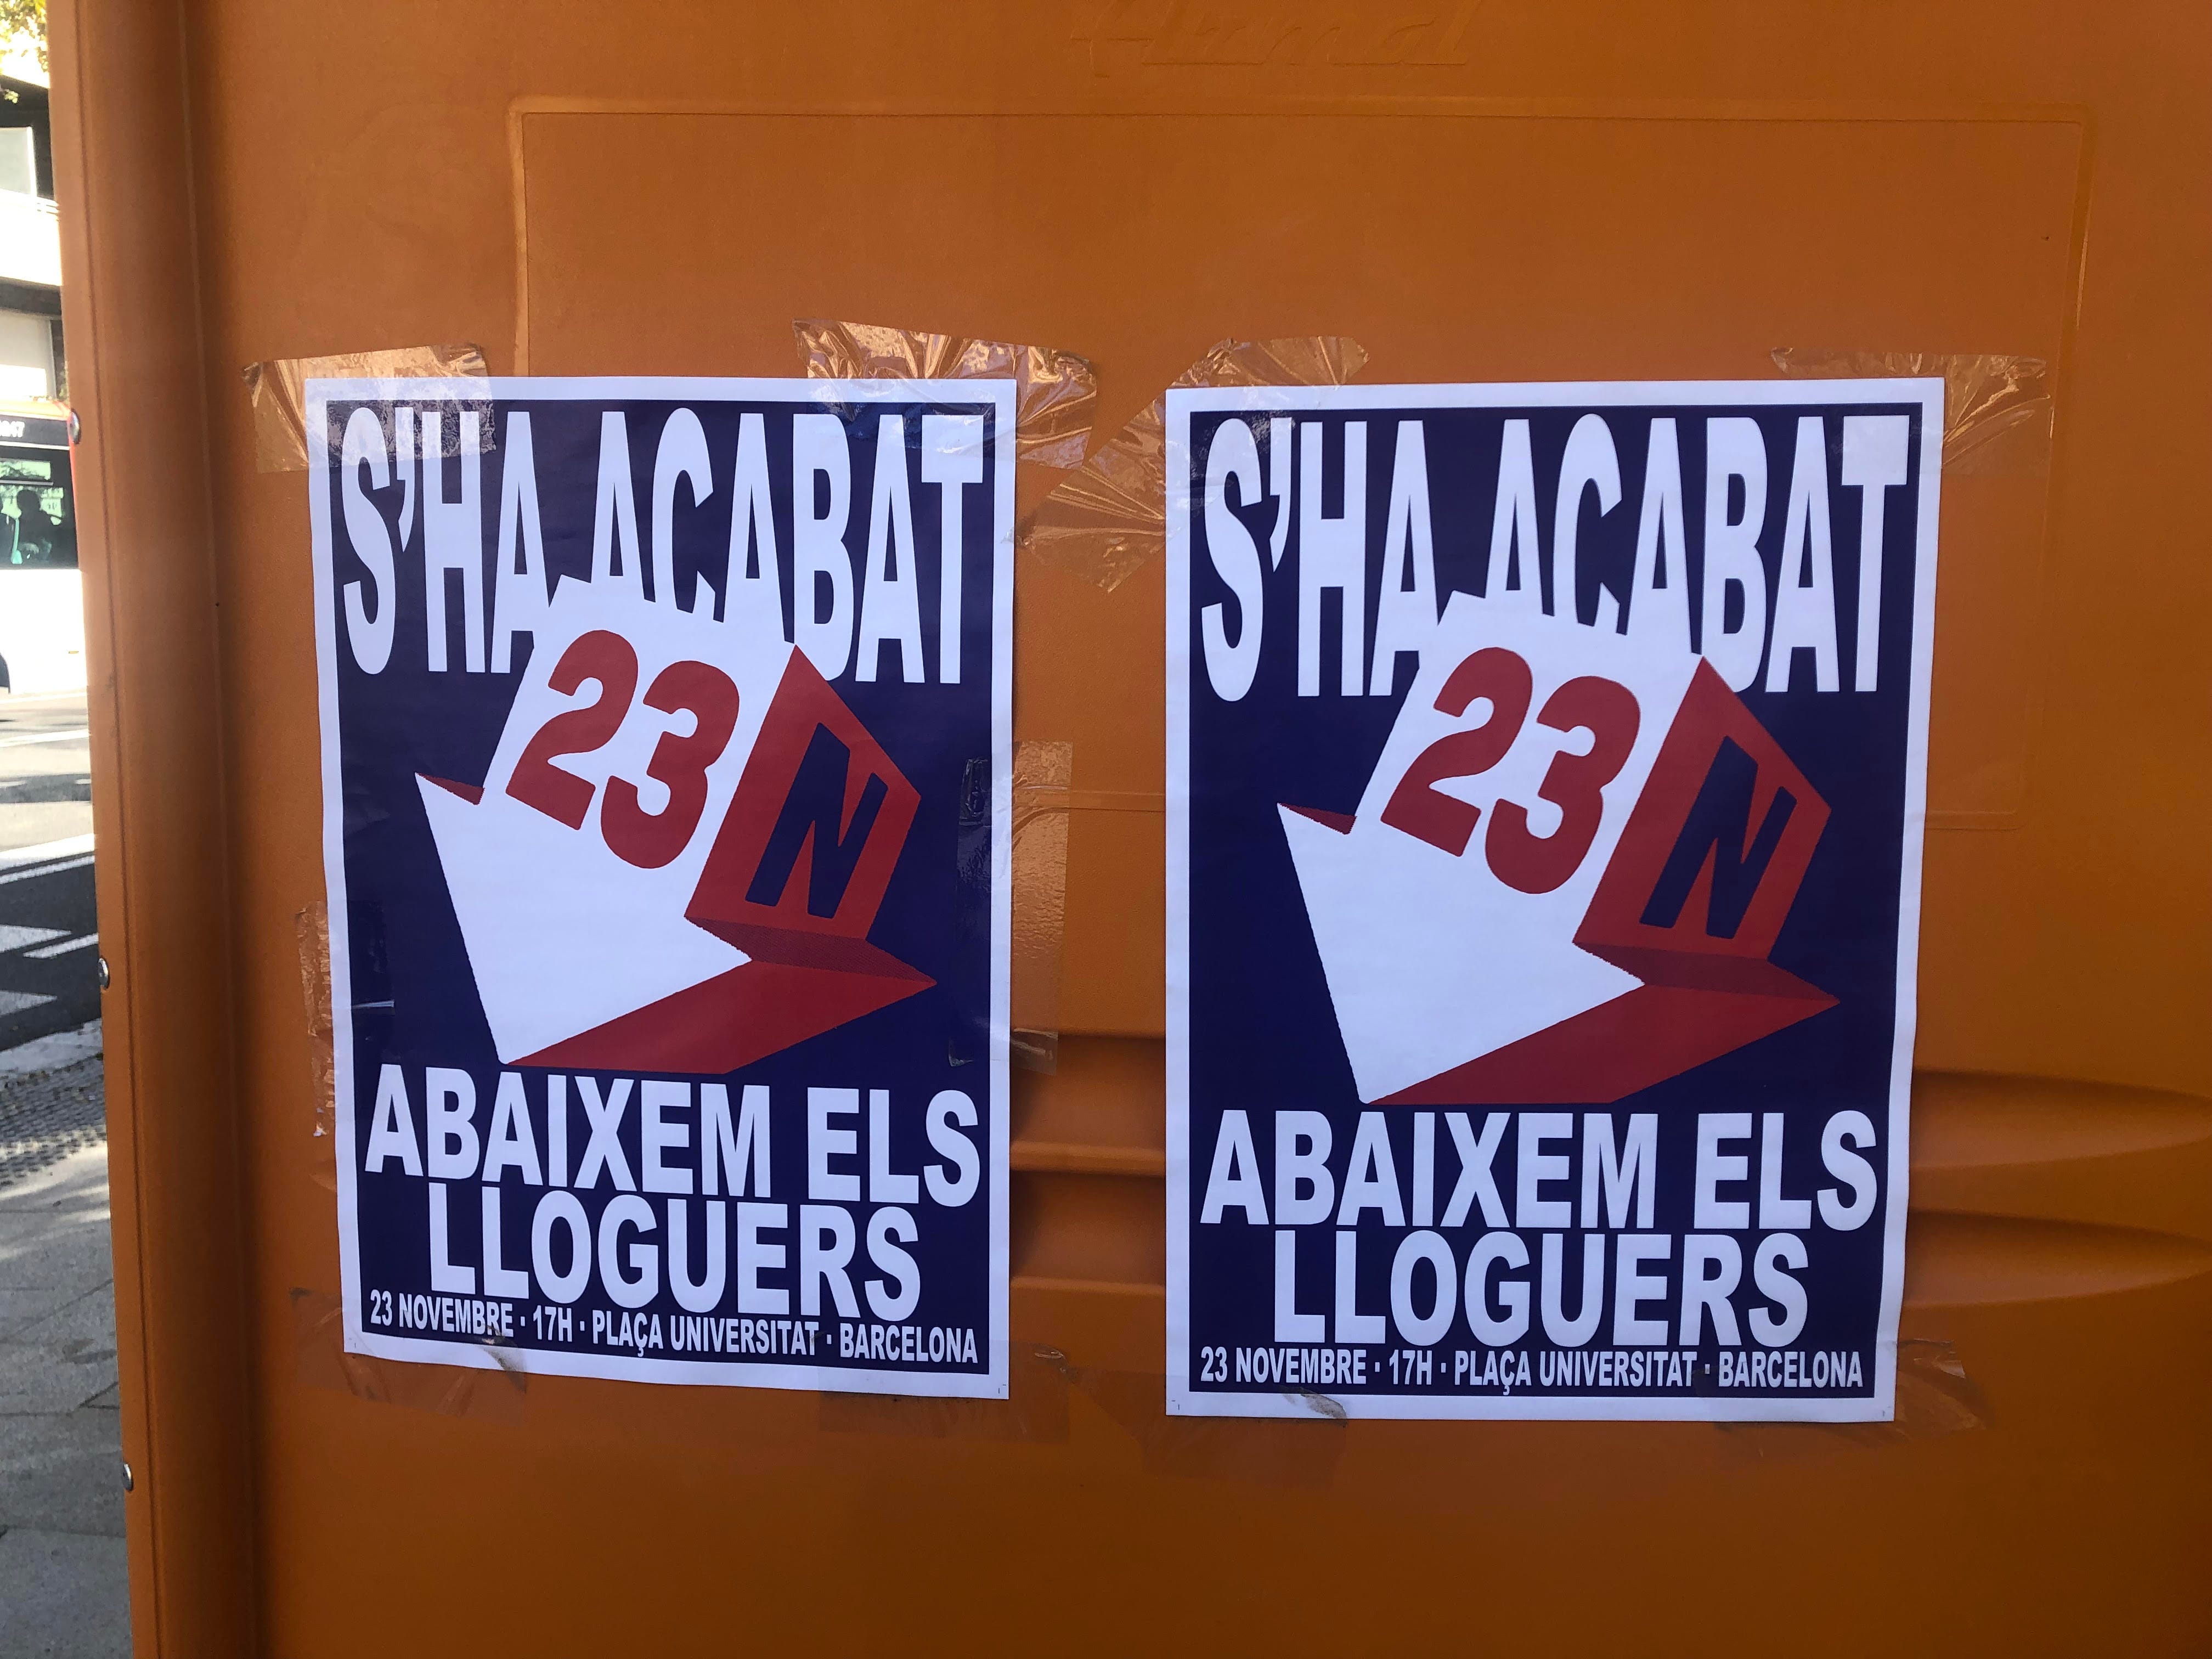 S'HA ACABAT
23N
ABAIXEM ELS
LLOGUERS
23 NOVEMBRE · 17H · PLAÇA UNIVERSITAT · BARCELONA
S'HA ACABAT
23N
ABAIXEM ELS
LLOGUERS
23 NOVEMBRE · 17H · PLAÇA UNIVERSITAT · BARCELONA